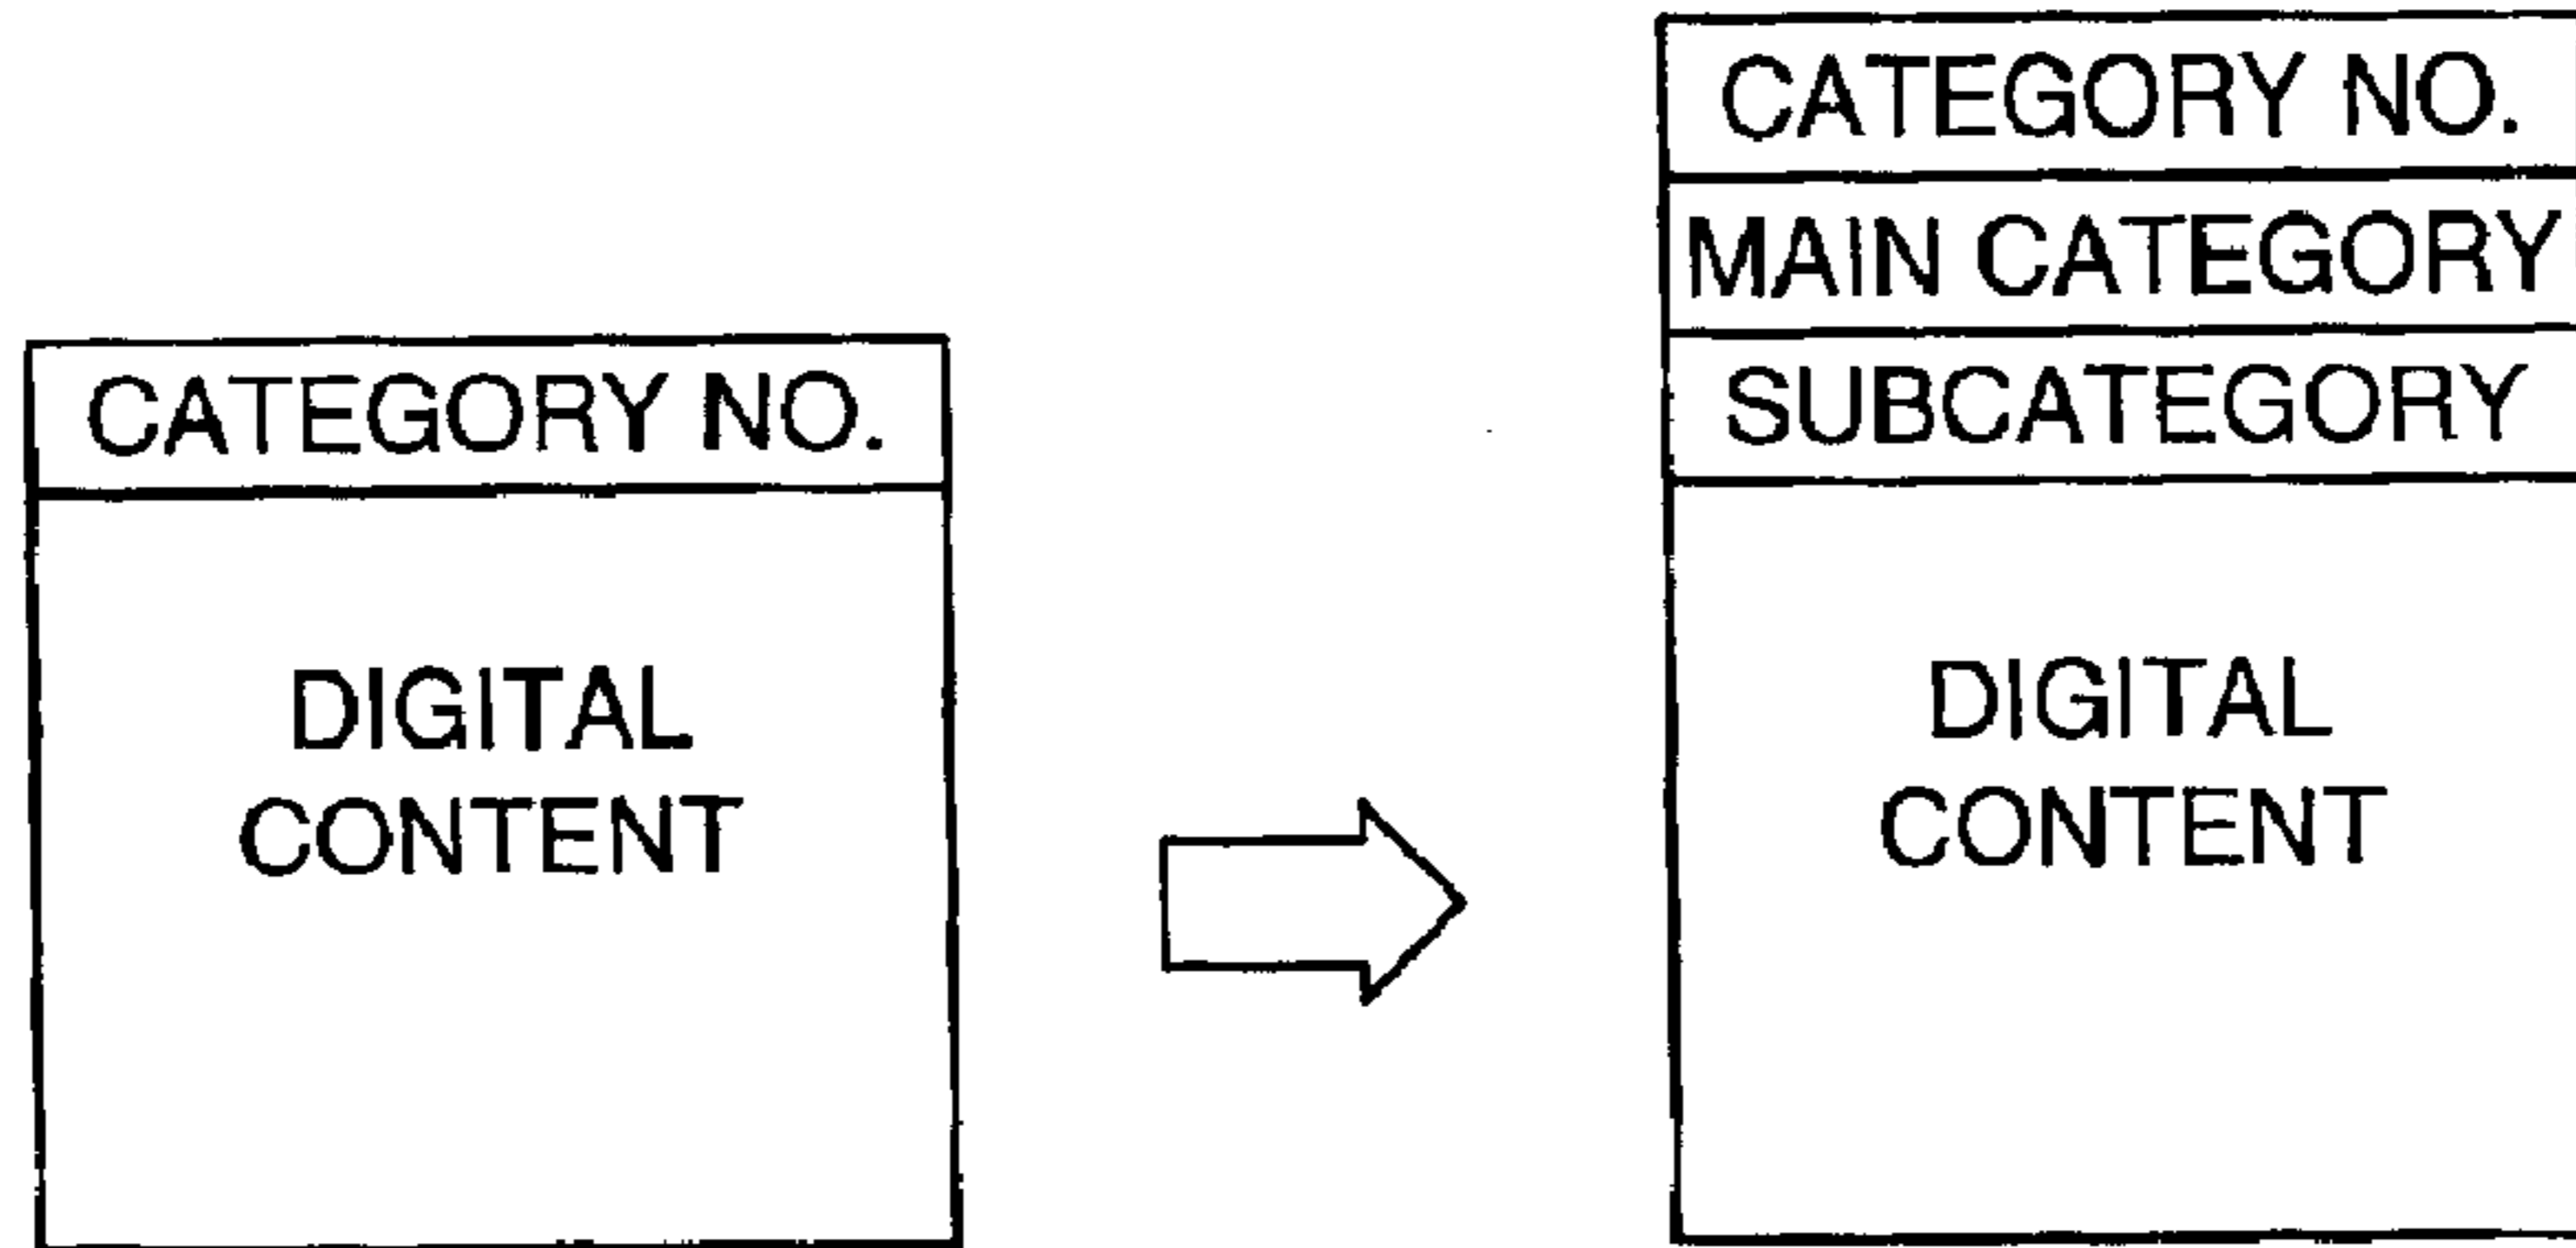 CATEGORY NO.
DIGITAL
CONTENT
CATEGORY NO.
MAIN CATEGORY
SUBCATEGORY
DIGITAL
CONTENT